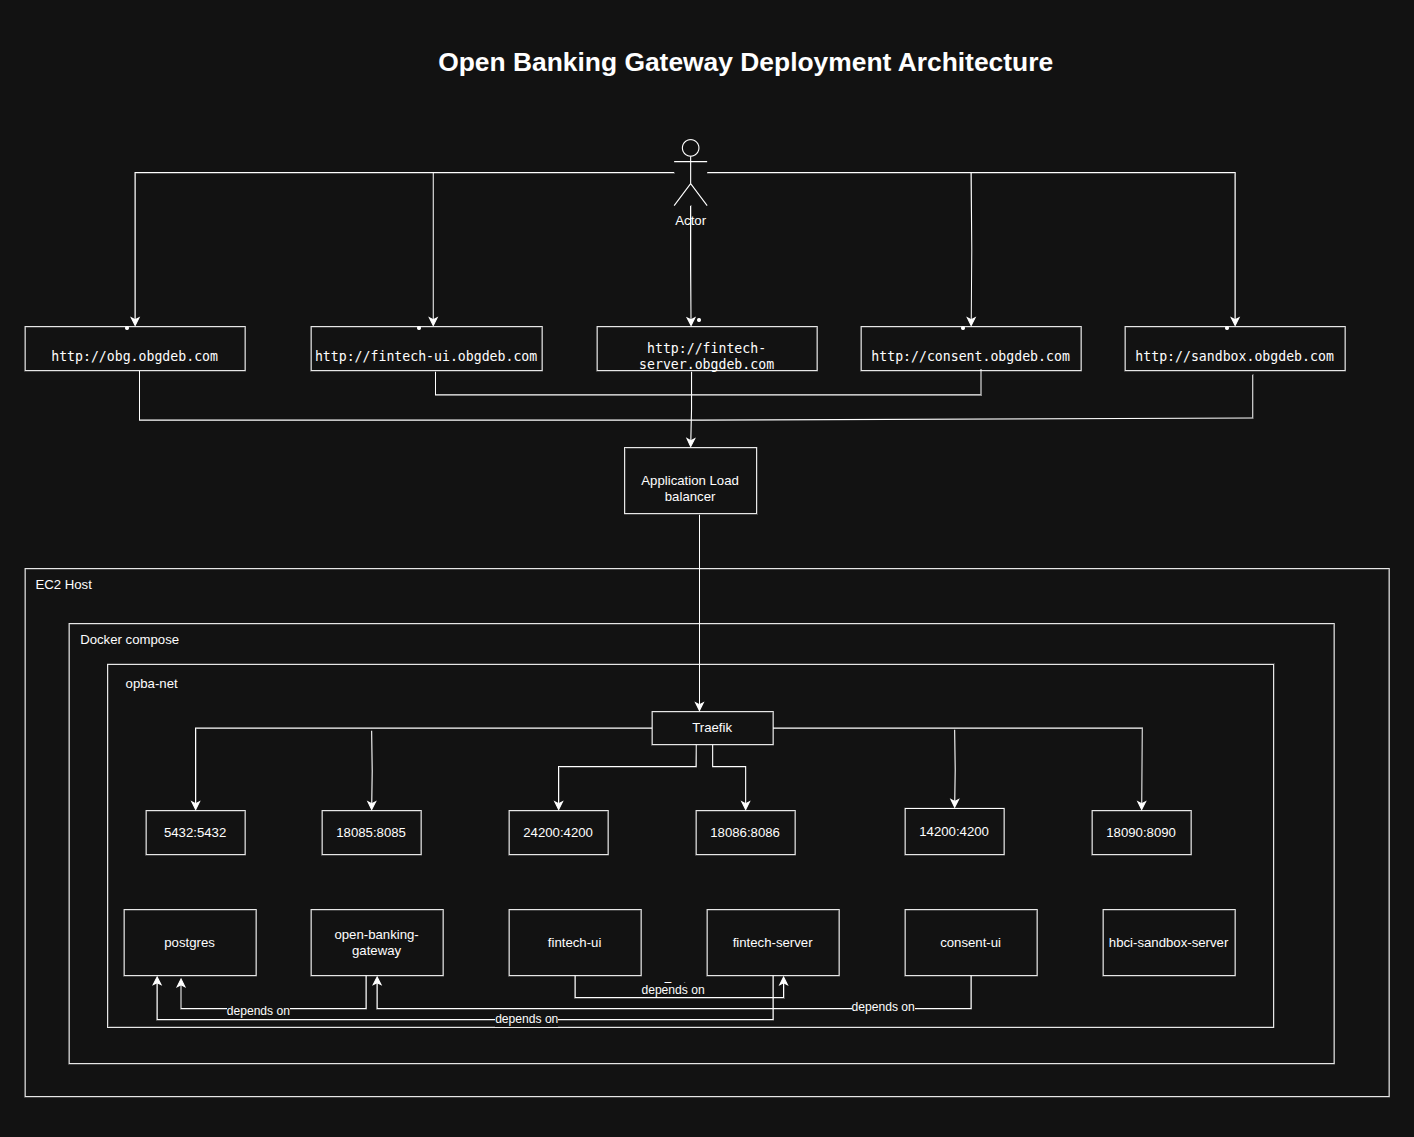 Open Banking Gateway Deployment Architecture
Actor
http://obg.obgdeb.com
http://fintech-ui.obgdeb.com
http://fintech-
server.obgdeb.com
http://consent.obgdeb.com
http://sandbox.obgdeb.com
Application Load
balancer
EC2 Host
Docker compose
opba-net
Traefik
5432:5432
18085:8085
24200:4200
18086:8086
14200:4200
18090:8090
postgres
open-banking-
gateway
fintech-ui
fintech-server
consent-ui
hbci-sandbox-server
depends on
depends on
depends on
depends on